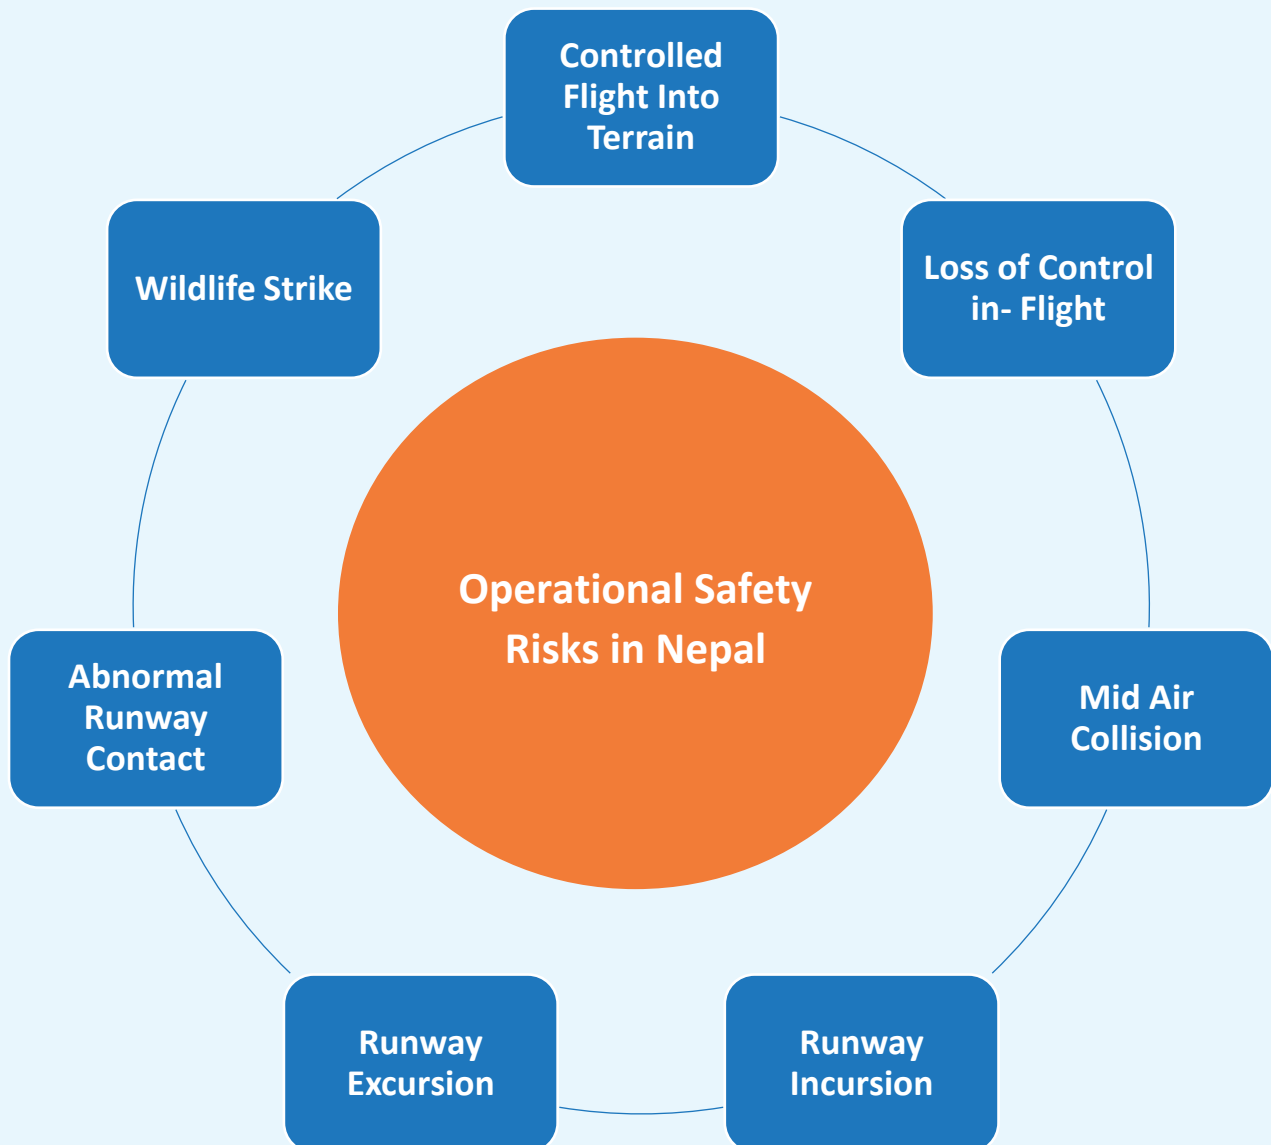 Controlled
Flight Into
Terrain
Wildlife Strike
Loss of Control
in- Flight
Operational Safety
Risks in Nepal
Abnormal
Runway
Contact
Mid Air
Collision
Runway
Excursion
Runway
Incursion